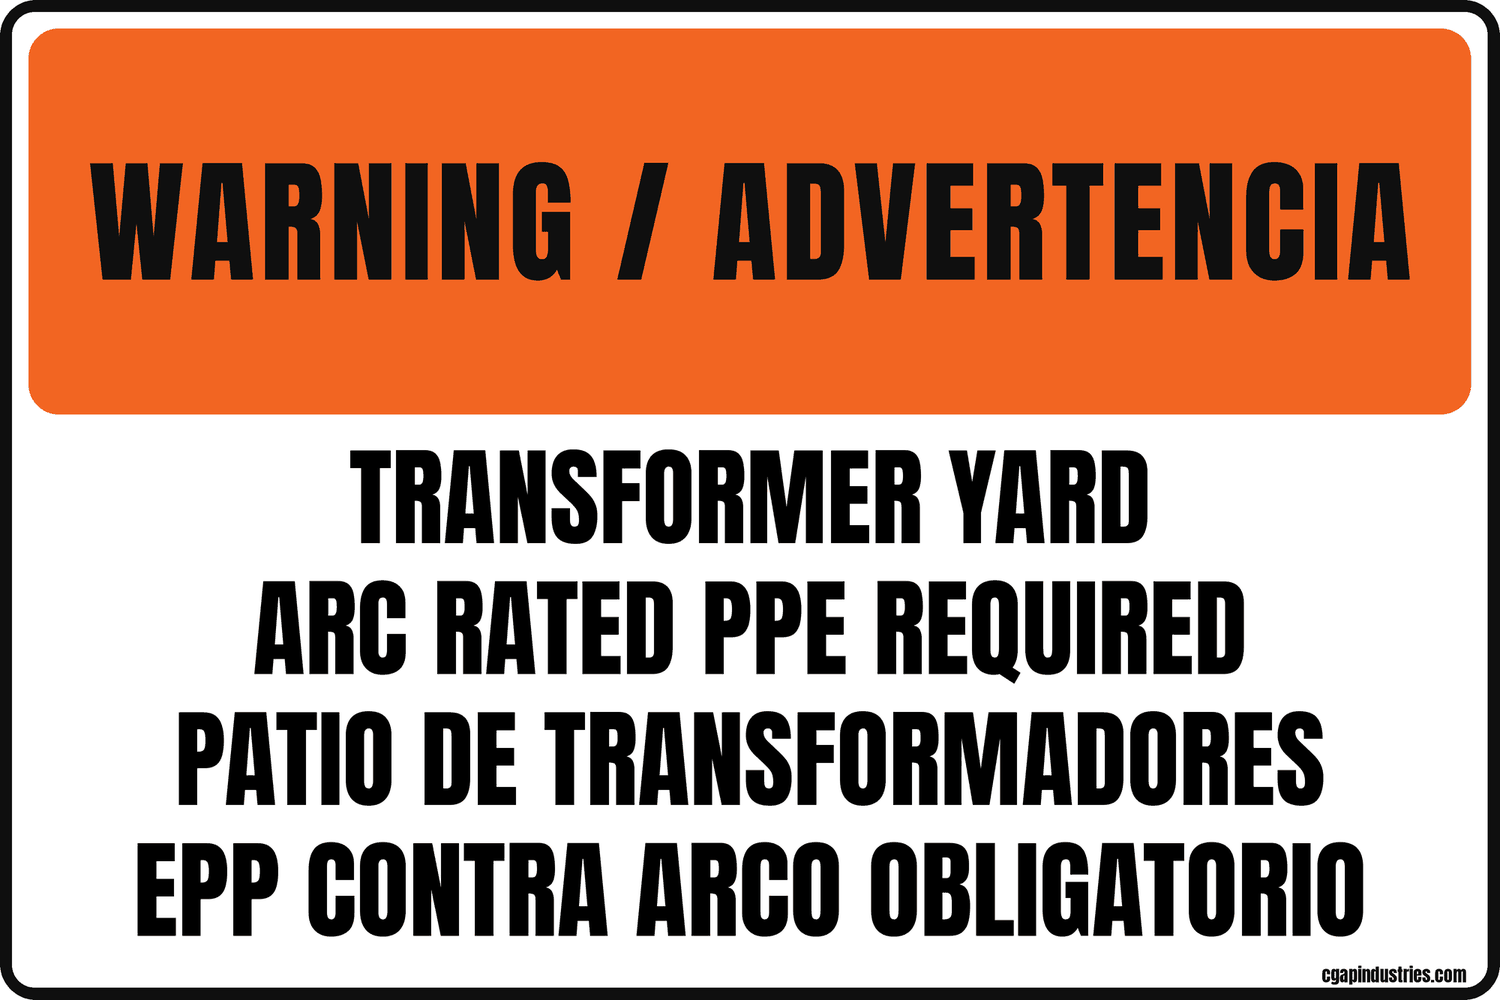 WARNING / ADVERTENCIA
TRANSFORMER YARD
ARC RATED PPE REQUIRED
PATIO DE TRANSFORMADORES
EPP CONTRA ARCO OBLIGATORIO
cgapindustries.com